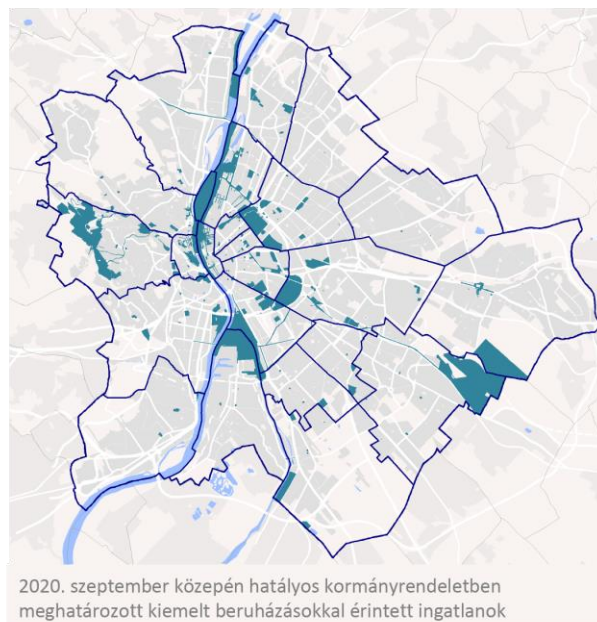 2020. szeptember közepén hatályos kormányrendeletben
meghatározott kiemelt beruházásokkal érintett ingatlanok